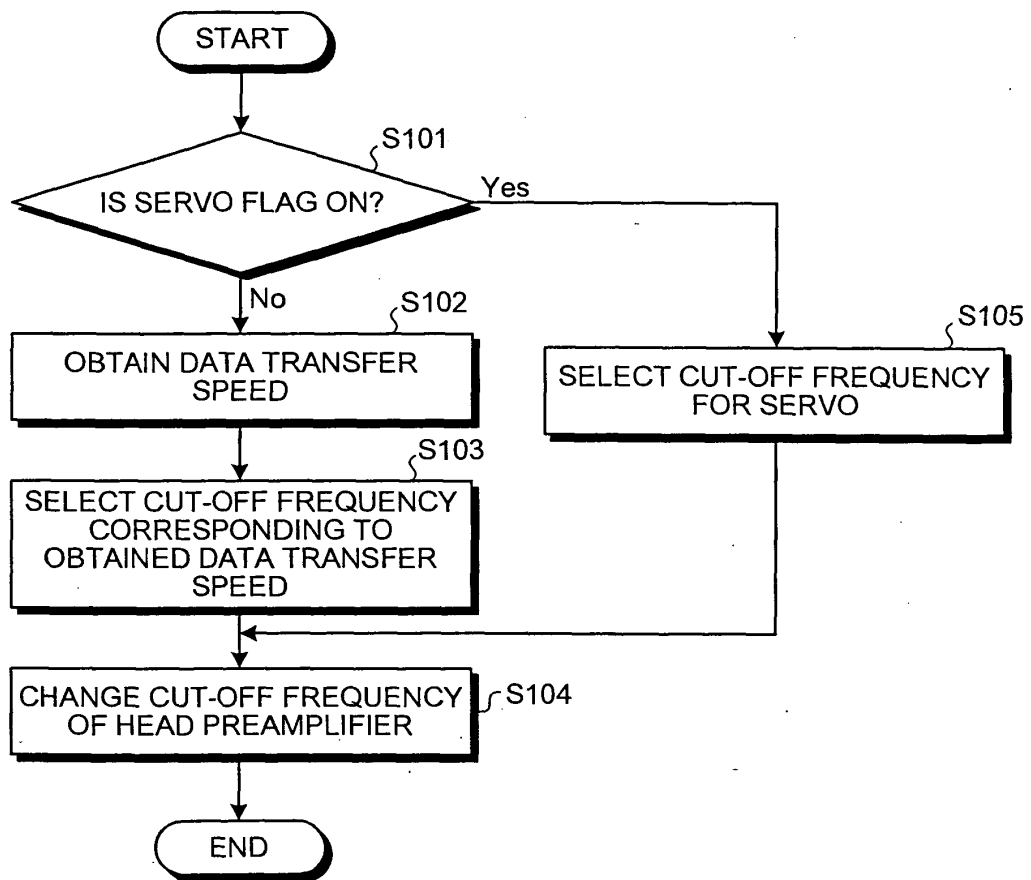 START
S101
IS SERVO FLAG ON?
Yes
No
S102
OBTAIN DATA TRANSFER
SPEED
S105
SELECT CUT-OFF FREQUENCY
FOR SERVO
S103
SELECT CUT-OFF FREQUENCY
CORRESPONDING TO
OBTAINED DATA TRANSFER
SPEED
CHANGE CUT-OFF FREQUENCY
OF HEAD PREAMPLIFIER
S104
END